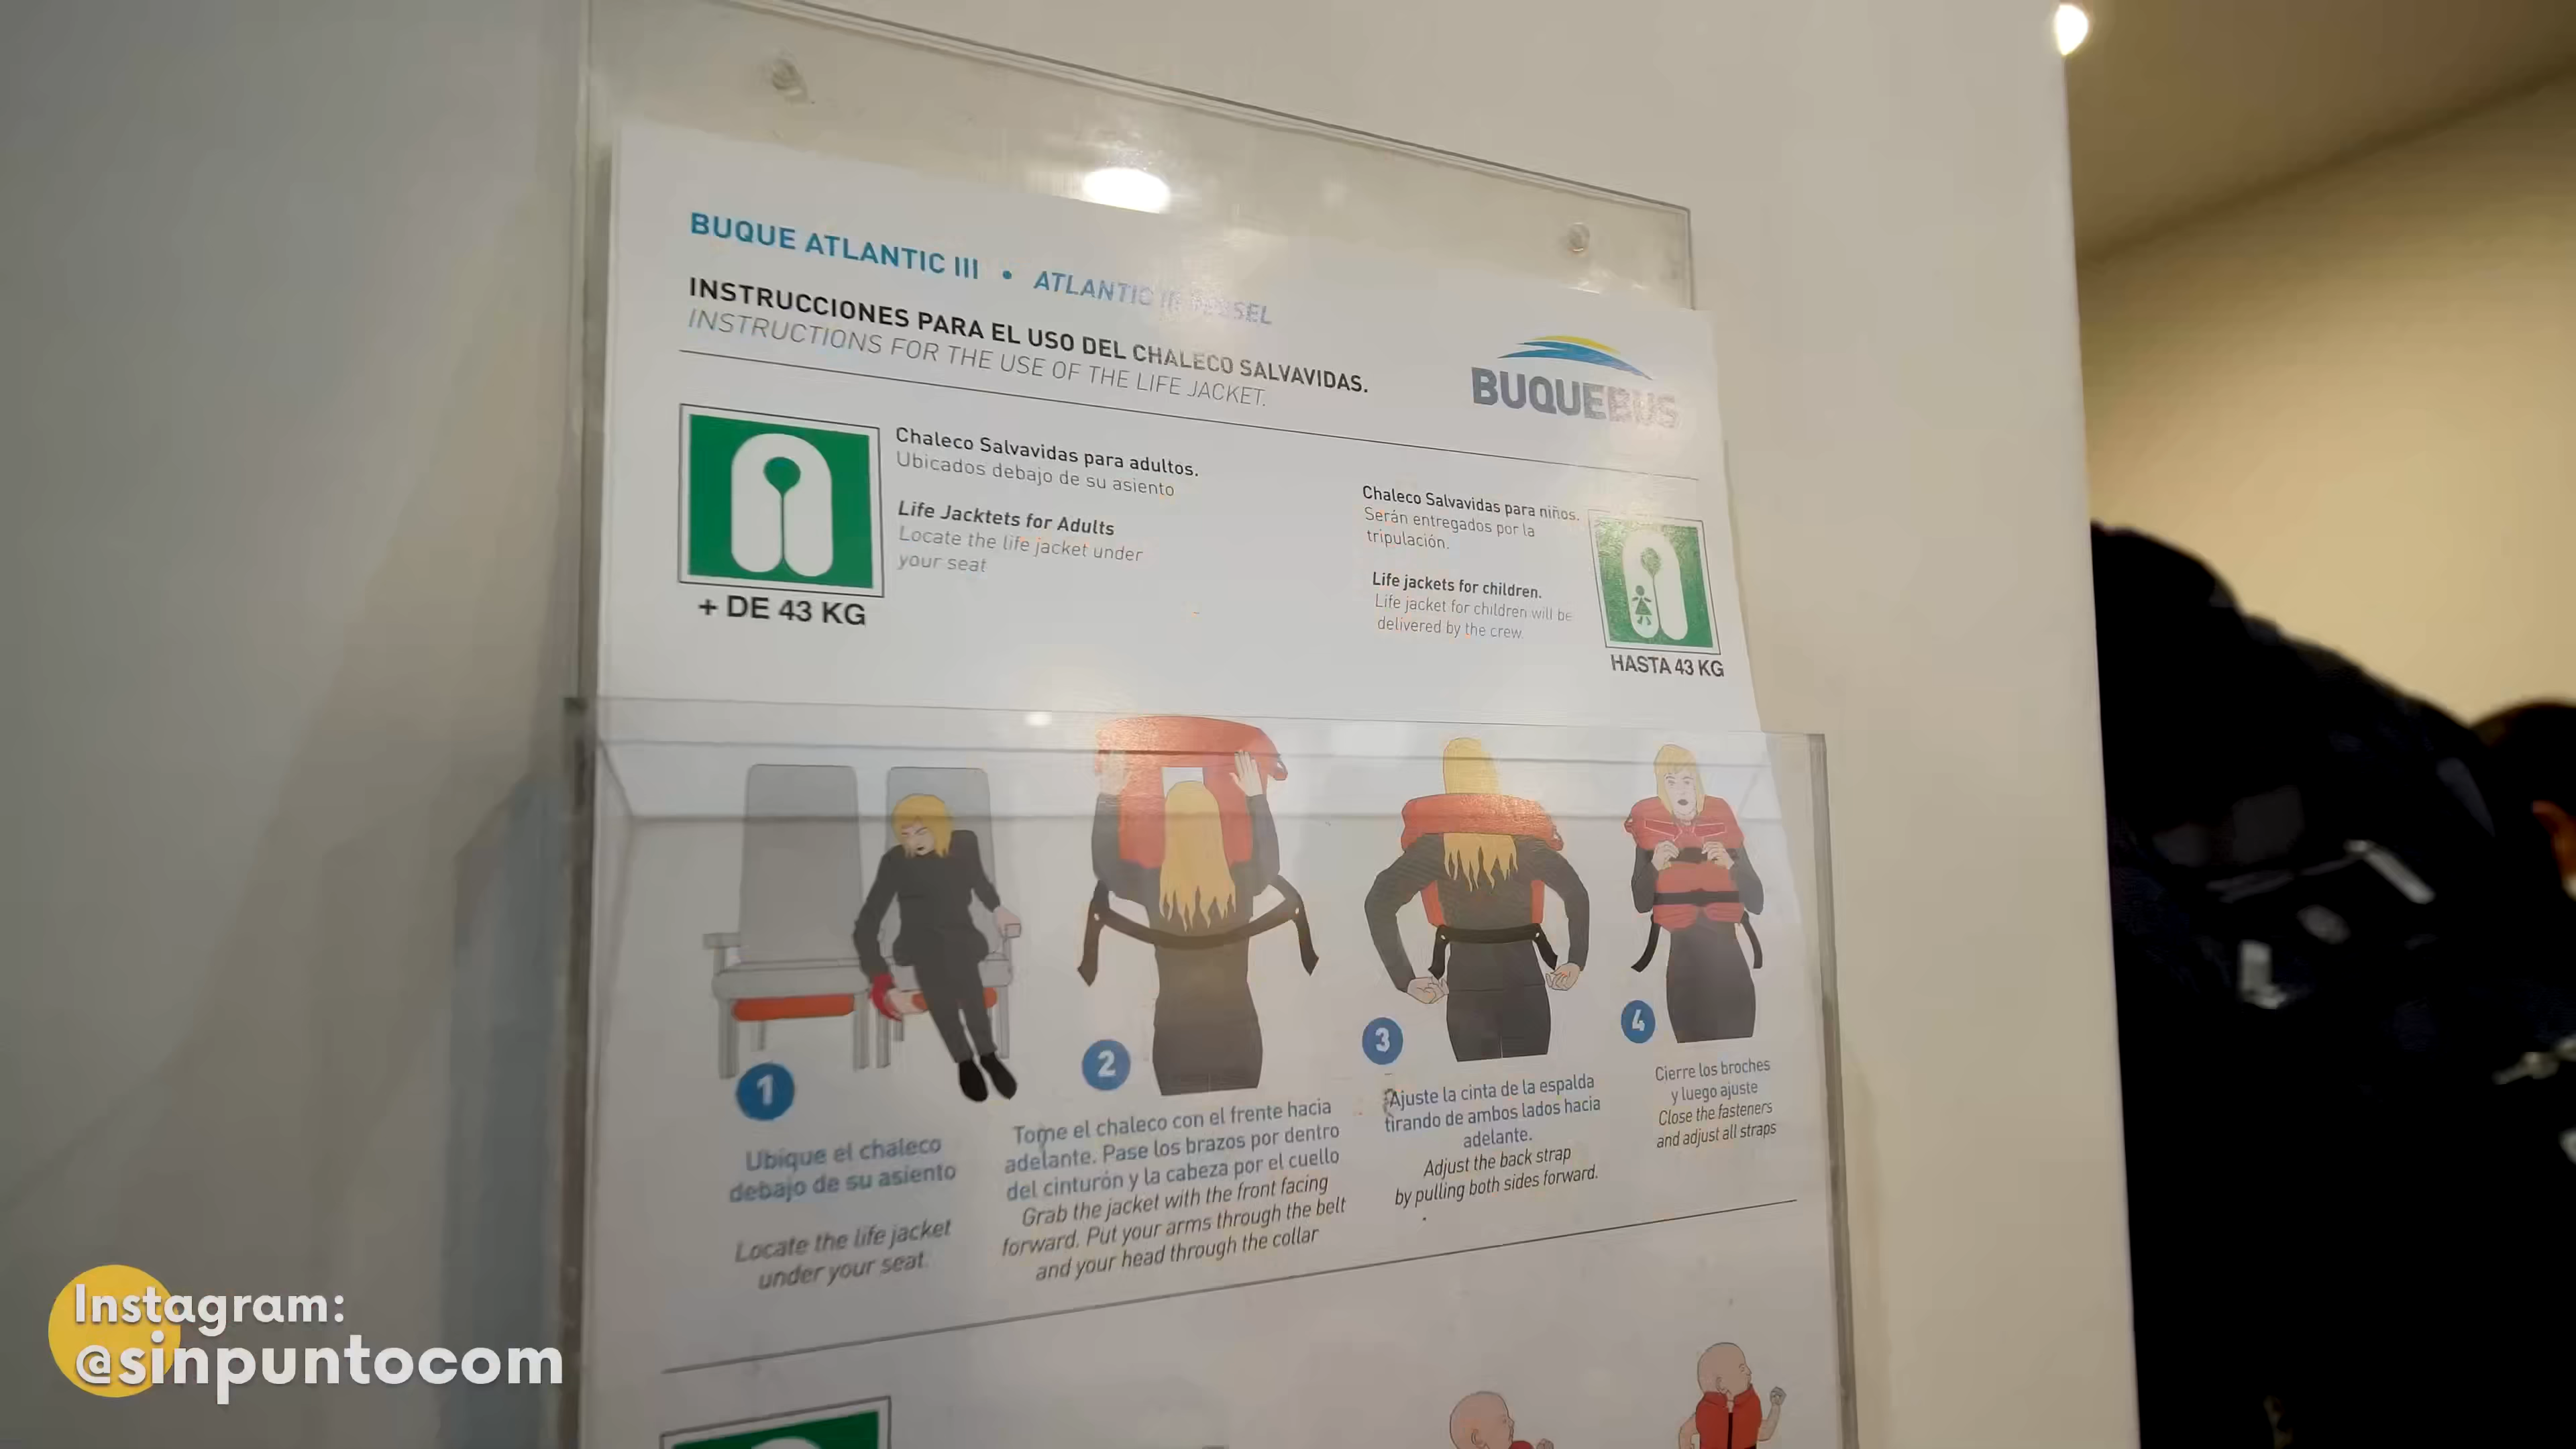 BUQUE ATLANTIC III • ATLANTIC III VESSEL
INSTRUCCIONES PARA EL USO DEL CHALECO SALVAVIDAS.
INSTRUCTIONS FOR THE USE OF THE LIFE JACKET.
BUQUEBUS
Chaleco Salvavidas para adultos.
Ubicados debajo de su asiento
Life Jacktets for Adults
Locate the life jacket under
your seat
+ DE 43 KG
Chaleco Salvavidas para niños.
Serán entregados por la
tripulación.
Life jackets for children.
Life jacket for children will be
delivered by the crew.
HASTA 43 KG
1
Ubique el chaleco
debajo de su asiento
Locate the life jacket
under your seat.
2
Tome el chaleco con el frente hacia
adelante. Pase los brazos por dentro
del cinturón y la cabeza por el cuello
Grab the jacket with the front facing
forward. Put your arms through the belt
and your head through the collar
3
Ajuste la cinta de la espalda
tirando de ambos lados hacia
adelante.
Adjust the back strap
by pulling both sides forward.
4
Cierre los broches
y luego ajuste
Close the fasteners
and adjust all straps
Instagram:
@sinpuntocom